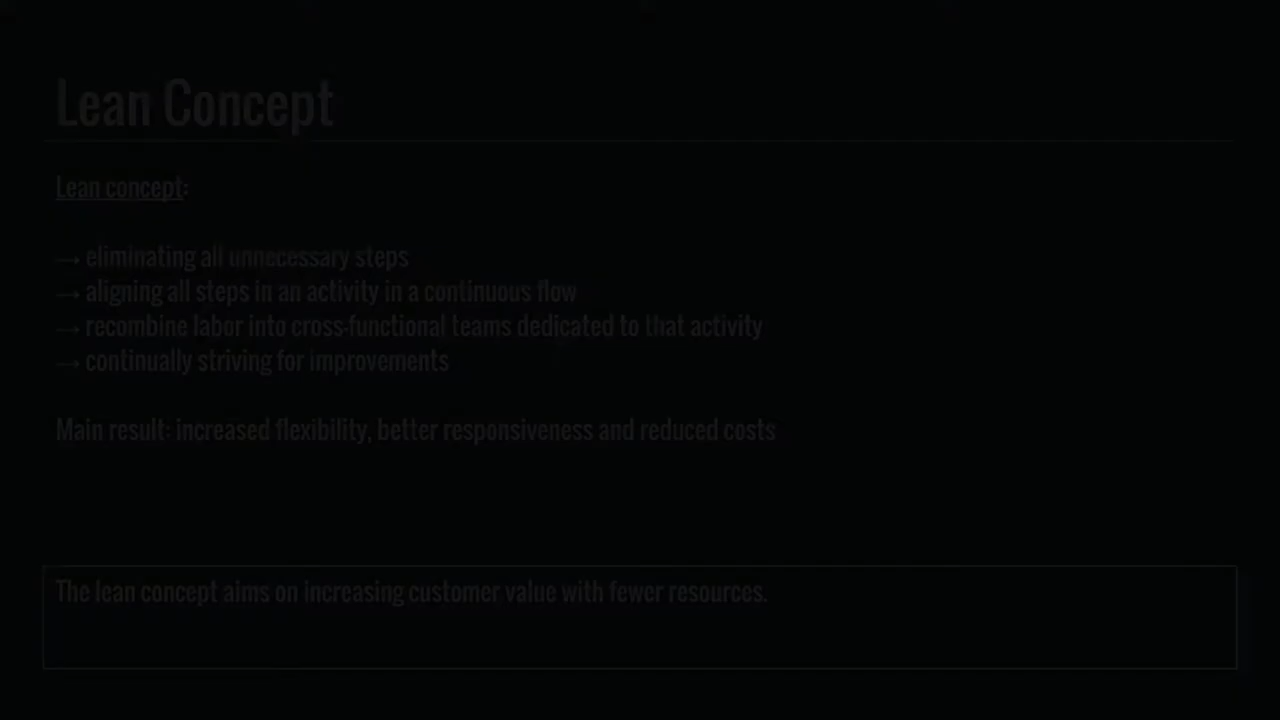 Lean Concept
Lean concept:
→ eliminating all unnecessary steps
→ aligning all steps in an activity in a continuous flow
→ recombine labor into cross-functional teams dedicated to that activity
→ continually striving for improvements
Main result: increased flexibility, better responsiveness and reduced costs
The lean concept aims on increasing customer value with fewer resources.